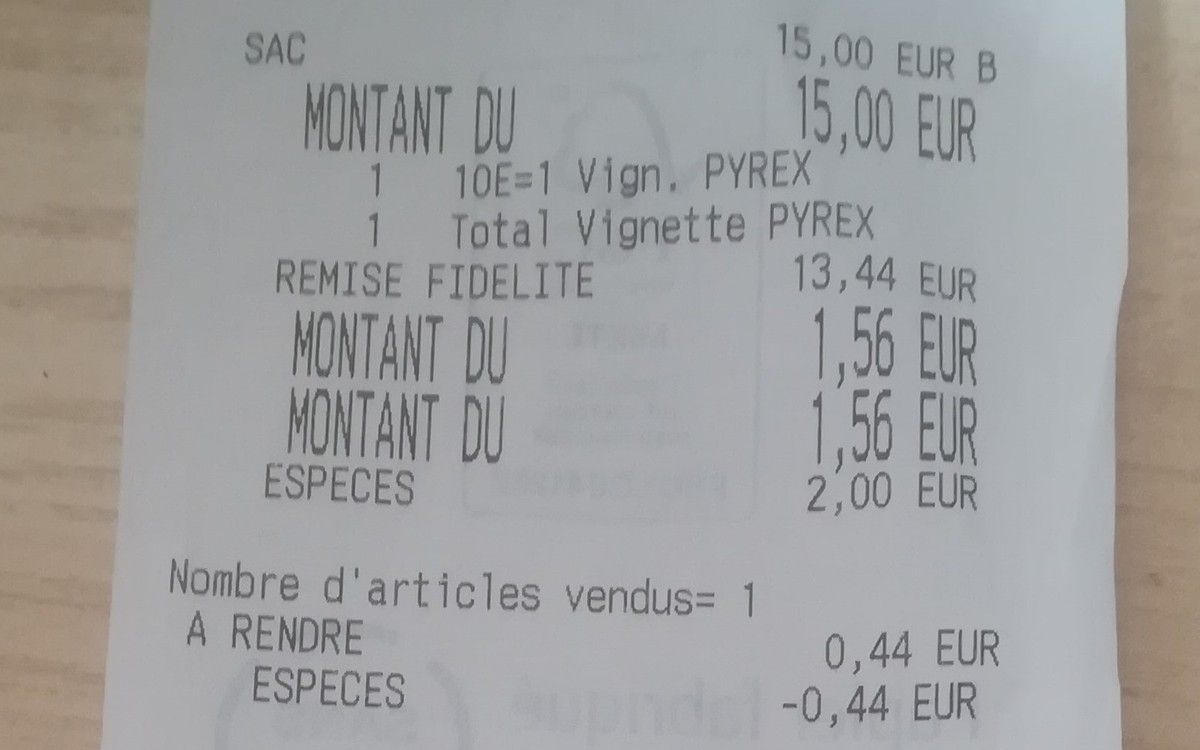 SAC 15,00 EUR B
MONTANT DU 15,00 EUR
1 10E=1 Vign. PYREX
1 Total Vignette PYREX
REMISE FIDELITE 13,44 EUR
MONTANT DU 1,56 EUR
MONTANT DU 1,56 EUR
ESPECES 2,00 EUR
Nombre d'articles vendus= 1
A RENDRE 0,44 EUR
ESPECES -0,44 EUR